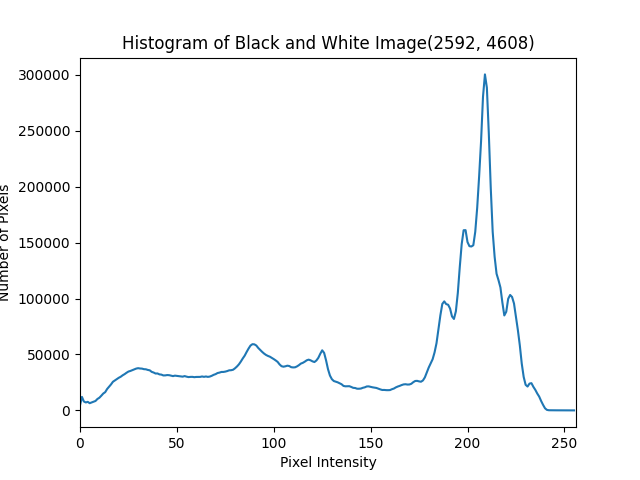 Histogram of Black and White Image(2592, 4608)
300000
250000
200000
150000
100000
50000
0
Number of Pixels
0 50 100 150 200 250
Pixel Intensity